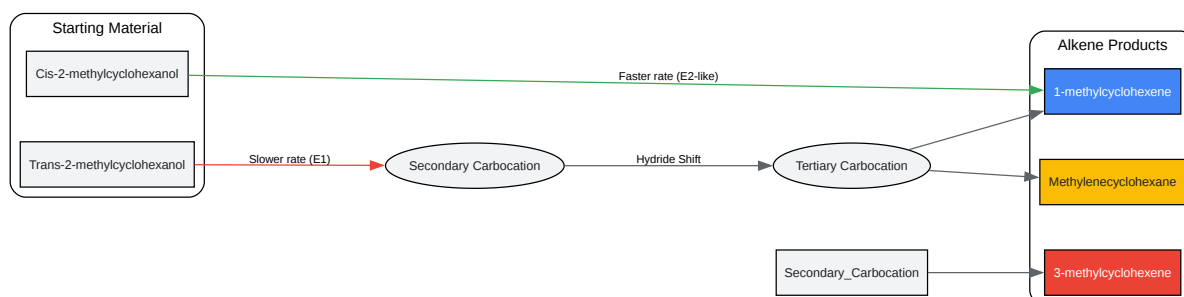 Starting Material
Alkene Products
Cis-2-methylcyclohexanol
Faster rate (E2-like)
1-methylcyclohexene
Trans-2-methylcyclohexanol
Slower rate (E1)
Secondary Carbocation
Hydride Shift
Tertiary Carbocation
Methylenecyclohexane
Secondary_Carbocation
3-methylcyclohexene